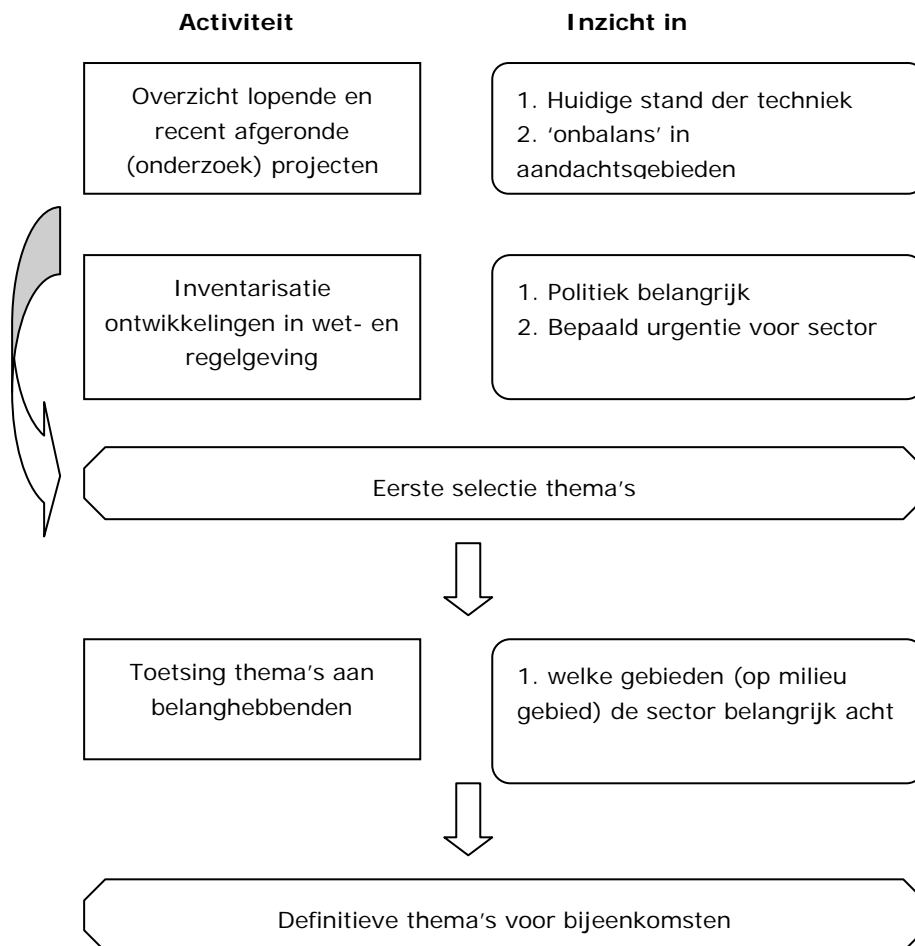 Activiteit
Inzicht in
Overzicht lopende en
recent afgeronde
(onderzoek) projecten
1. Huidige stand der techniek
2. ‘onbalans’ in
aandachtsgebieden
Inventarisatie
ontwikkelingen in wet- en
regelgeving
1. Politiek belangrijk
2. Bepaald urgentie voor sector
Eerste selectie thema's
Toetsing thema's aan
belanghebbenden
1. welke gebieden (op milieu
gebied) de sector belangrijk acht
Definitieve thema's voor bijeenkomsten